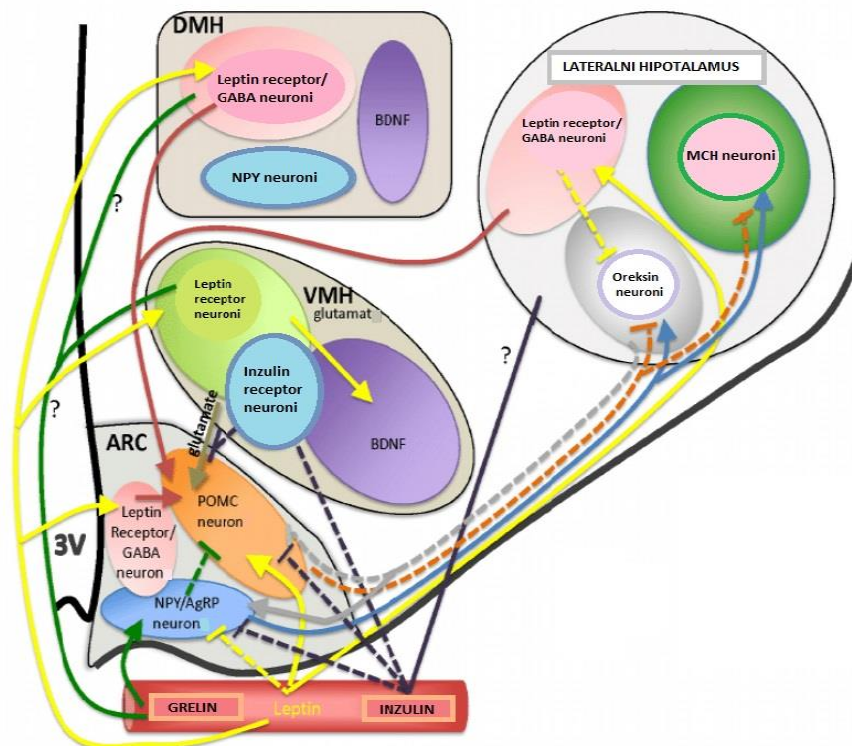 DMH
Leptin receptor/
GABA neuroni
BDNF
NPY neuroni
LATERALNI HIPOTALAMUS
Leptin receptor/
GABA neuroni
MCH neuroni
Oreksin
neuroni
?
Leptin
receptor
neuroni
VMH
glutamat
Inzulin
receptor
neuroni
BDNF
?
?
glutamate
ARC
POMC
neuron
Leptin
Receptor/
GABA
neuron
3V
NPY/AgRP
neuron
GRELIN
Leptin
INZULIN